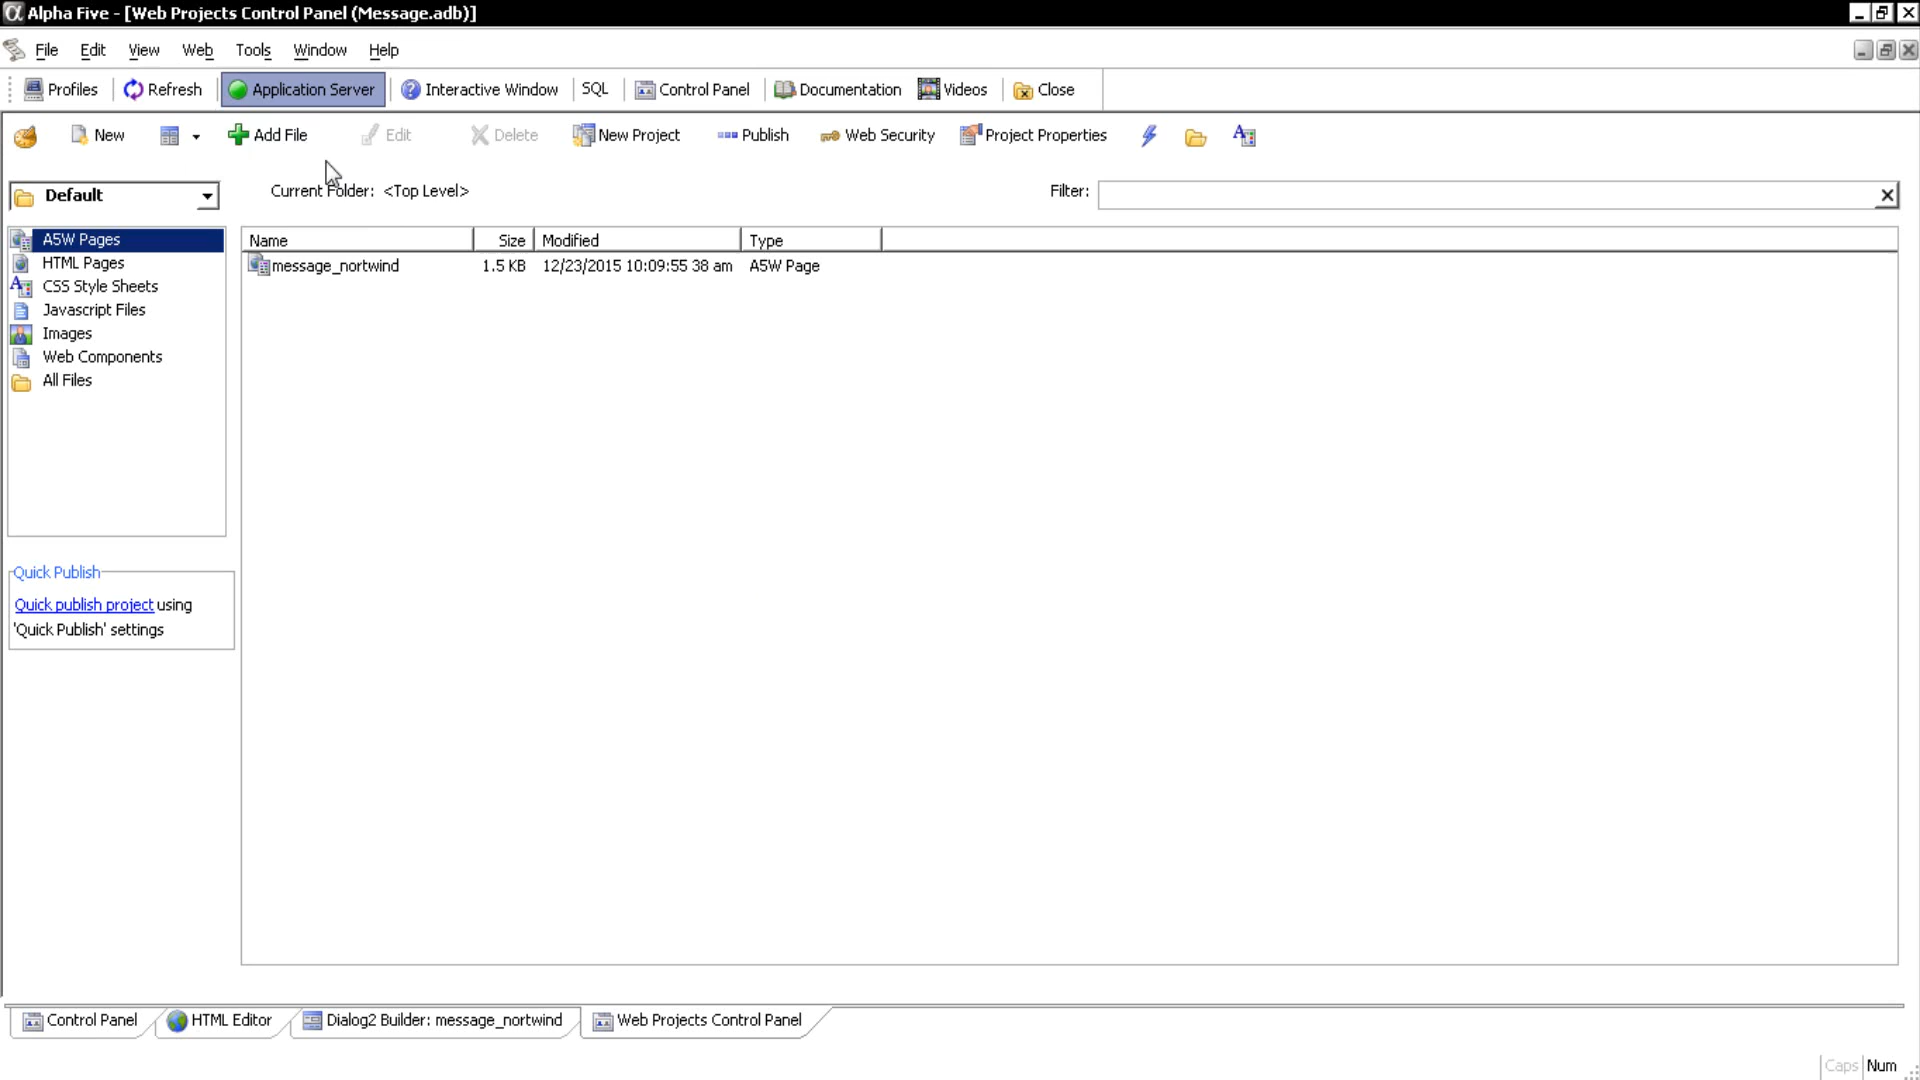 Alpha Five - [Web Projects Control Panel (Message.adb)]
File Edit View Web Tools Window Help
Profiles Refresh Application Server Interactive Window SQL Control Panel Documentation Videos Close
New Add File Edit Delete New Project Publish Web Security Project Properties
Default Current Folder: <Top Level> Filter:
A5W Pages
HTML Pages
CSS Style Sheets
Javascript Files
Images
Web Components
All Files
Name Size Modified Type
message_nortwind 1.5 KB 12/23/2015 10:09:55 38 am A5W Page
Quick Publish
Quick publish project using
'Quick Publish' settings
Control Panel HTML Editor Dialog2 Builder: message_nortwind Web Projects Control Panel
Caps Num